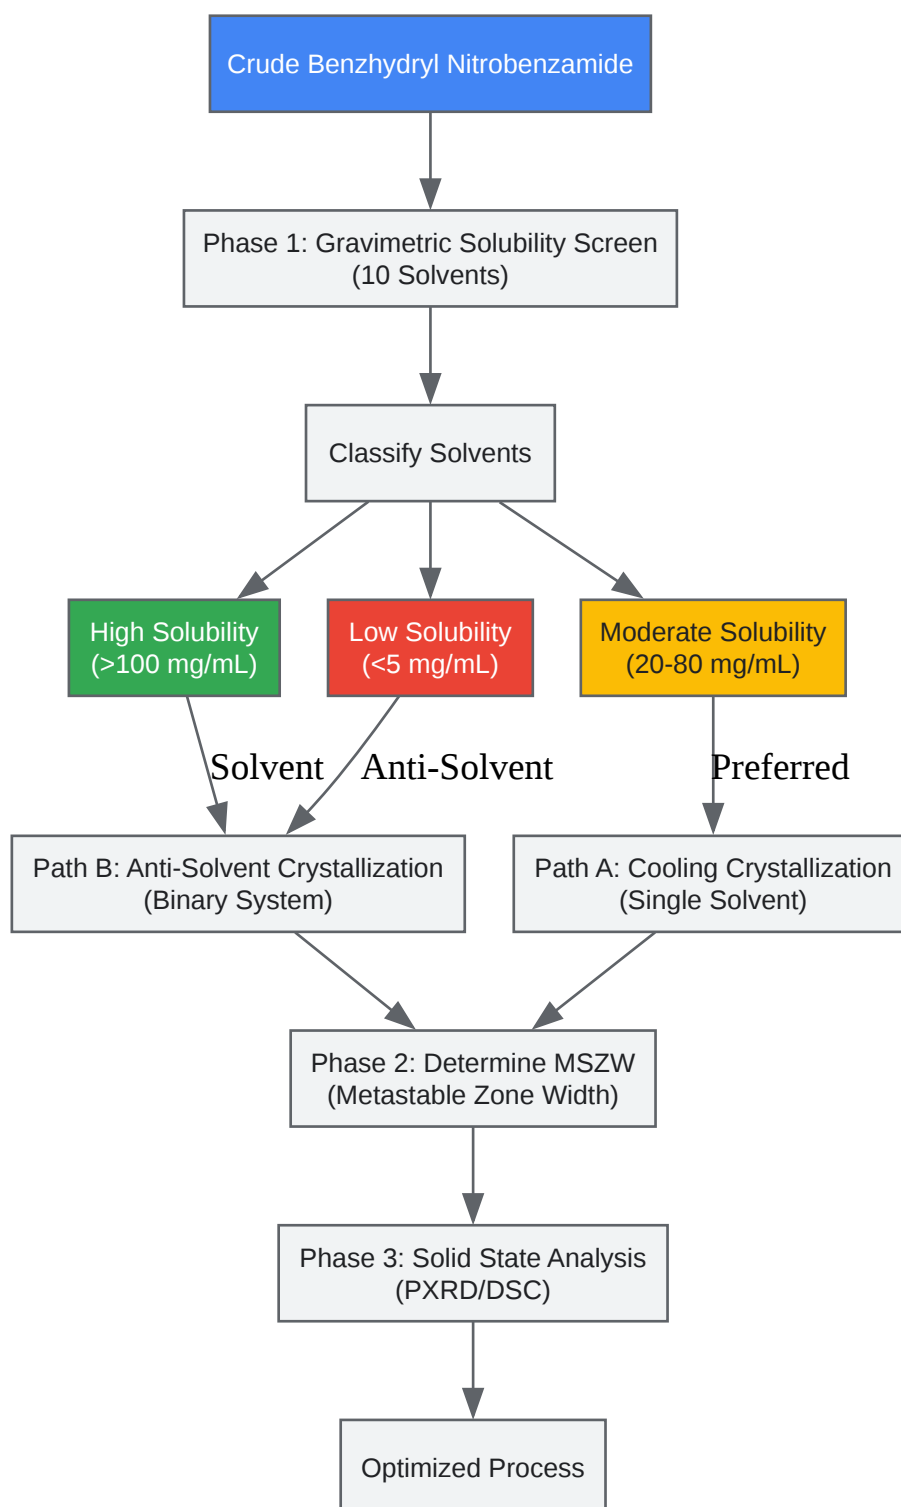 Crude Benzhydryl Nitrobenzamide
Phase 1: Gravimetric Solubility Screen
(10 Solvents)
Classify Solvents
High Solubility
(>100 mg/mL)
Low Solubility
(<5 mg/mL)
Moderate Solubility
(20-80 mg/mL)
Solvent
Anti-Solvent
Preferred
Path B: Anti-Solvent Crystallization
(Binary System)
Path A: Cooling Crystallization
(Single Solvent)
Phase 2: Determine MSZW
(Metastable Zone Width)
Phase 3: Solid State Analysis
(PXRD/DSC)
Optimized Process